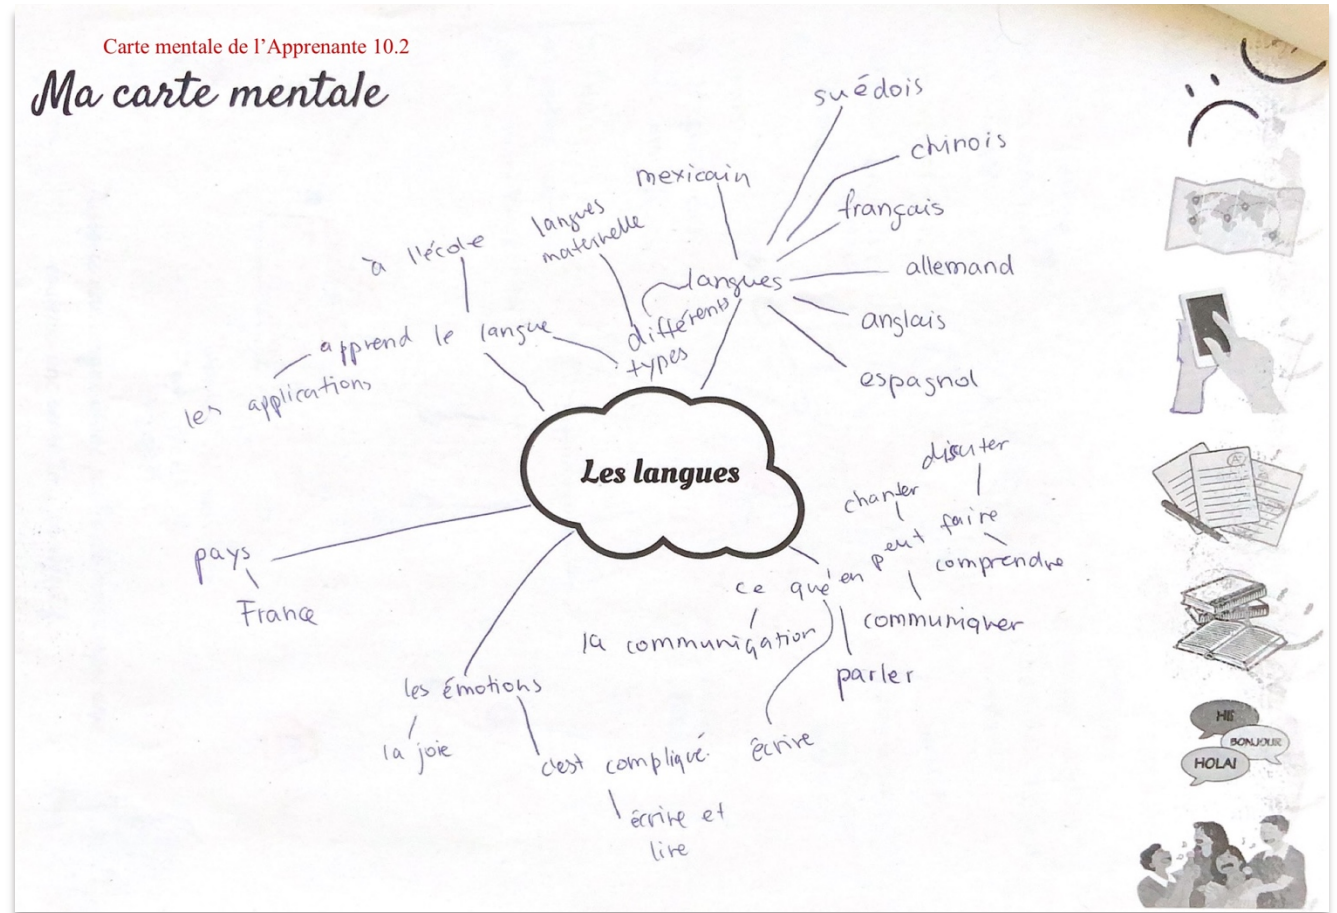 Carte mentale de l'Apprenante 10.2
Ma carte mentale
suédois
chinois
mexicain
français
langues
maternelle
à l'école
langues
allemand
différents
types
apprend le langue
anglais
les applications
espagnol
Les langues
discuter
chanter
ce qu'en peut faire
comprendre
pays
France
communiquer
la communication
parler
les émotions
la joie
c'est compliqué
écrire
écrire et
lire
HI!
BONJOUR
HOLA!